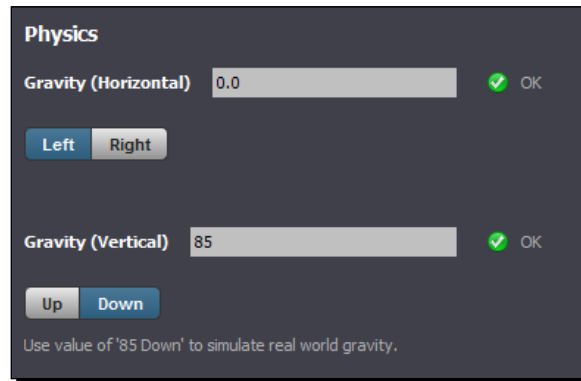 Physics
Gravity (Horizontal) 0.0 OK
Left Right
Gravity (Vertical) 85 OK
Up Down
Use value of '85 Down' to simulate real world gravity.